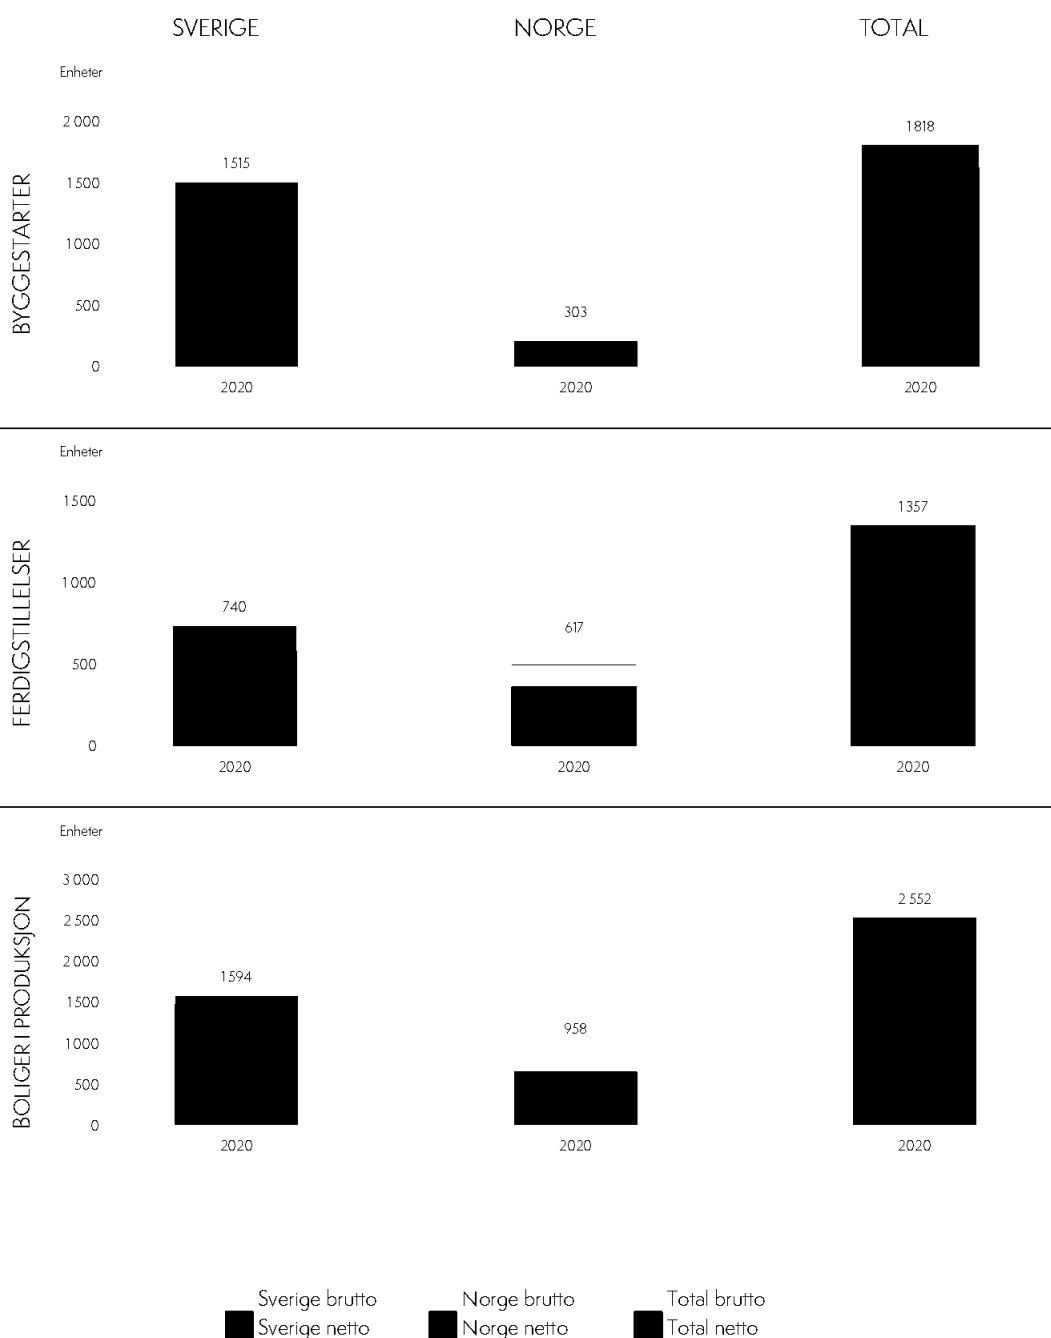 SVERIGE NORGE TOTAL
BYGGESTARTER
Enheter
2 000
1 500
1 000
500
0
1 515
303
1 818
2020 2020 2020
FERDIGSTILLELSER
Enheter
1 500
1 000
500
0
740
617
1 357
2020 2020 2020
BOLIGER I PRODUKSJON
Enheter
3 000
2 500
2 000
1 500
1 000
500
0
1 594
958
2 552
2020 2020 2020
Sverige brutto Norge brutto Total brutto
Sverige netto Norge netto Total netto